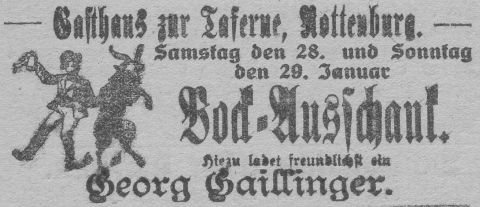 Gasthaus zur Taferne, Rottenburg.
Samstag den 28. und Sonntag
den 29. Januar
Bock-Ausschank.
Hiezu ladet freundlichst ein
Georg Gaillinger.